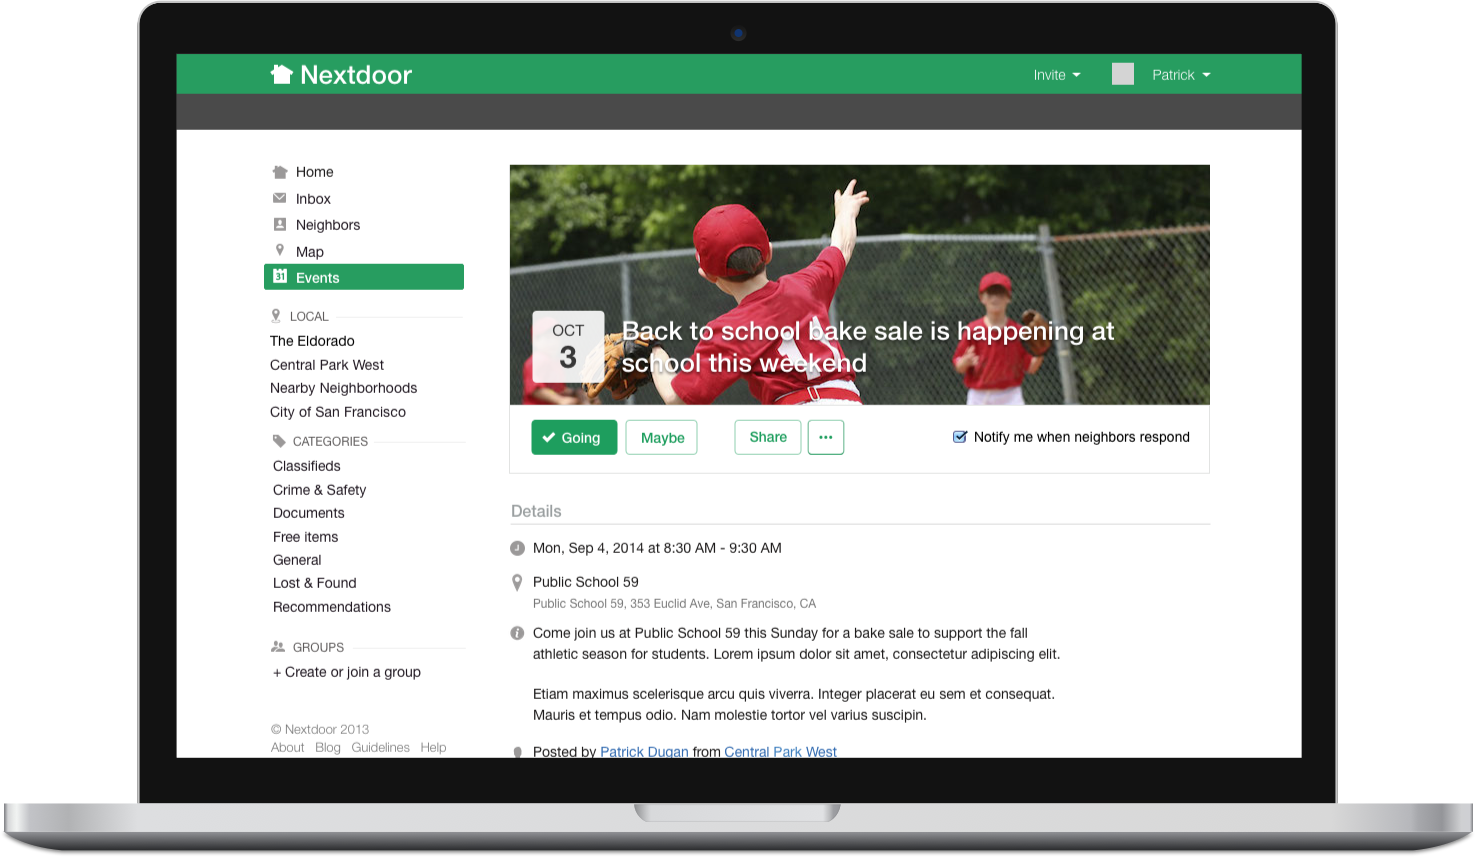 Nextdoor
Invite
Patrick
Home
Inbox
Neighbors
Map
31 Events
LOCAL
The Eldorado
Central Park West
Nearby Neighborhoods
City of San Francisco
CATEGORIES
Classifieds
Crime & Safety
Documents
Free items
General
Lost & Found
Recommendations
GROUPS
+ Create or join a group
© Nextdoor 2013
About Blog Guidelines Help
OCT
3
Back to school bake sale is happening at
school this weekend
Going
Maybe
Share
Notify me when neighbors respond
Details
Mon, Sep 4, 2014 at 8:30 AM - 9:30 AM
Public School 59
Public School 59, 353 Euclid Ave, San Francisco, CA
Come join us at Public School 59 this Sunday for a bake sale to support the fall
athletic season for students. Lorem ipsum dolor sit amet, consectetur adipiscing elit.
Etiam maximus scelerisque arcu quis viverra. Integer placerat eu sem et consequat.
Mauris et tempus odio. Nam molestie tortor vel varius suscipin.
Posted by Patrick Dugan from Central Park West